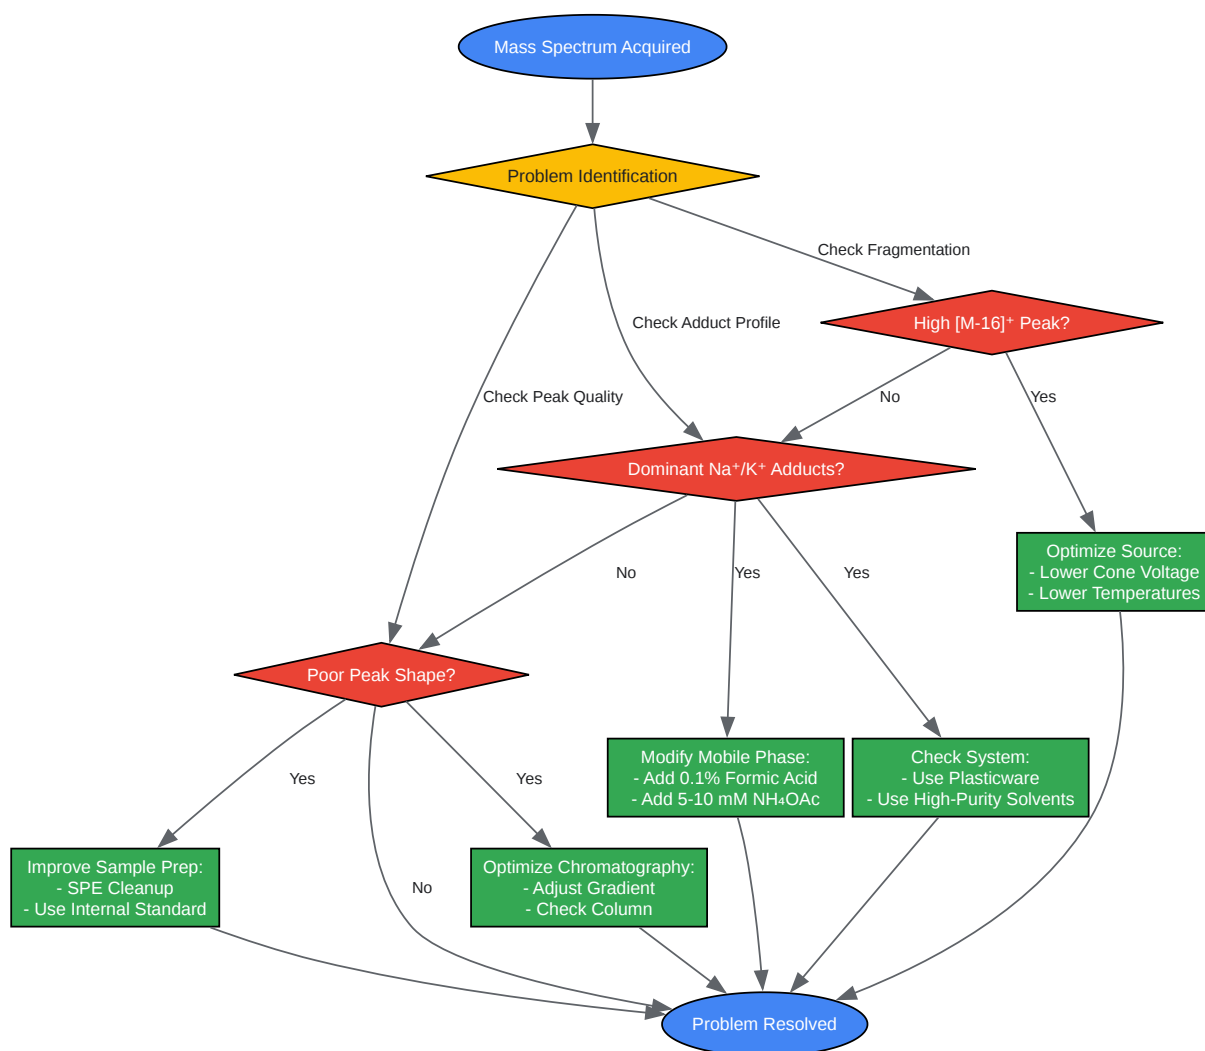 Mass Spectrum Acquired
Problem Identification
Check Fragmentation
High [M-16]⁺ Peak?
Check Adduct Profile
Check Peak Quality
No
Yes
Dominant Na⁺/K⁺ Adducts?
Optimize Source:
- Lower Cone Voltage
- Lower Temperatures
No
Yes
Yes
Poor Peak Shape?
Modify Mobile Phase:
- Add 0.1% Formic Acid
- Add 5-10 mM NH₄OAc
Check System:
- Use Plasticware
- Use High-Purity Solvents
Yes
Yes
Improve Sample Prep:
- SPE Cleanup
- Use Internal Standard
No
Optimize Chromatography:
- Adjust Gradient
- Check Column
Problem Resolved